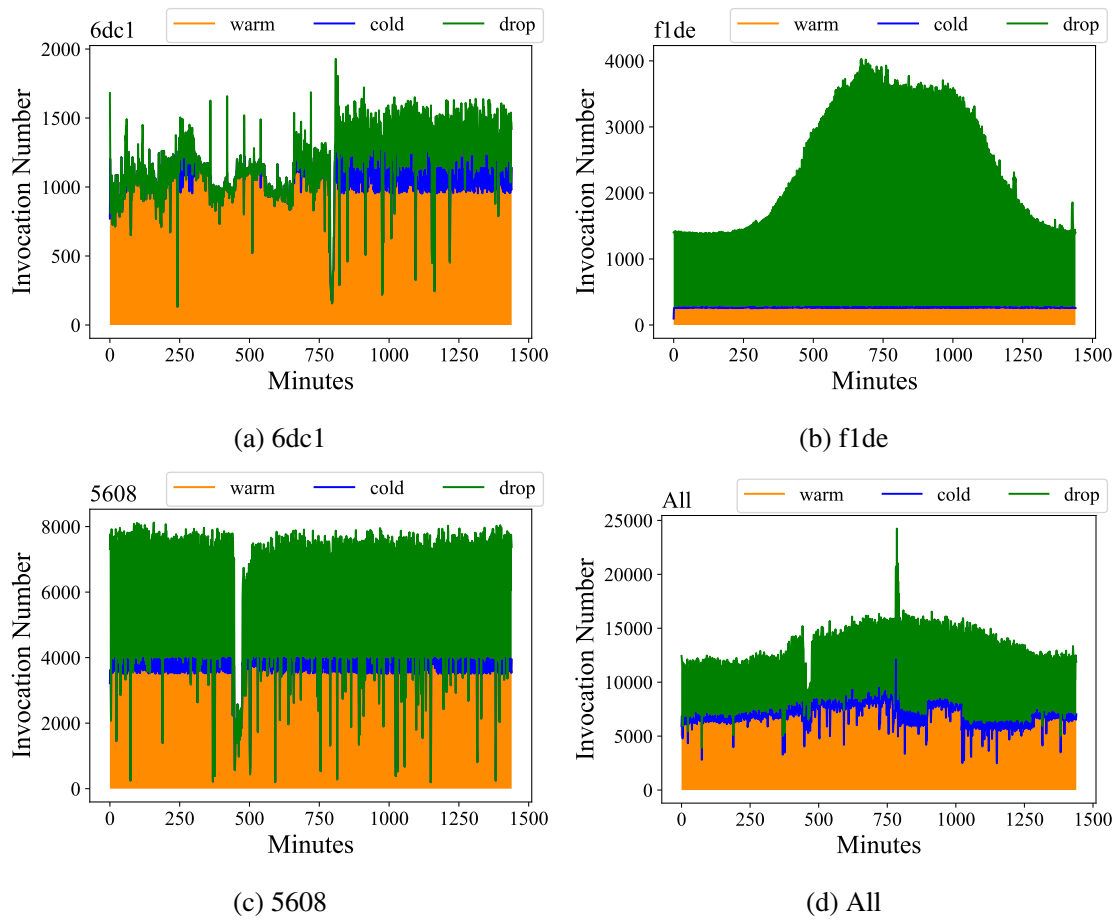 6dc1
warm cold drop
Invocation Number
2000
1500
1000
500
0
0 250 500 750 1000 1250 1500
Minutes
(a) 6dc1
f1de
warm cold drop
Invocation Number
4000
3000
2000
1000
0
0 250 500 750 1000 1250 1500
Minutes
(b) f1de
5608
warm cold drop
Invocation Number
8000
6000
4000
2000
0
0 250 500 750 1000 1250 1500
Minutes
(c) 5608
All
warm cold drop
Invocation Number
25000
20000
15000
10000
5000
0
0 250 500 750 1000 1250 1500
Minutes
(d) All